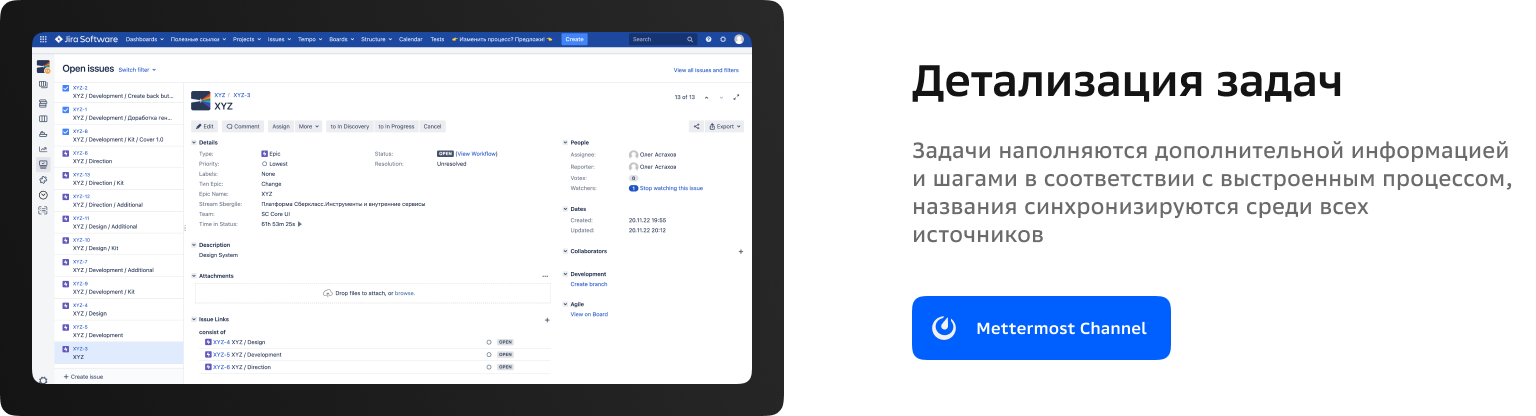 Jira Software Dashboards Полезные ссылки Projects Issues Tempo Boards Structure Calendar Tests 👉 Изменить процесс? Предложи! 👈 Create Search
Open issues Switch filter
View all issues and filters
XYZ-2
XYZ / Development / Create back but...
XYZ-1
XYZ / Development / Доработка ген...
XYZ-8
XYZ / Development / Kit / Cover 1.0
XYZ-6
XYZ / Direction
XYZ-13
XYZ / Direction / Kit
XYZ-12
XYZ / Direction / Additional
XYZ-11
XYZ / Design / Additional
XYZ-10
XYZ / Design / Kit
XYZ-7
XYZ / Development / Additional
XYZ-9
XYZ / Development / Kit
XYZ-4
XYZ / Design
XYZ-5
XYZ / Development
XYZ-3
XYZ
+ Create issue
XYZ / XYZ-3
XYZ
13 of 13
Edit Comment Assign More to In Discovery to In Progress Cancel
Export
Details
Type: Epic
Status: OPEN (View Workflow)
Priority: Lowest
Resolution: Unresolved
Labels: None
Тип Epic: Change
Epic Name: XYZ
Stream Sbergile: Платформа Сберкласс.Инструменты и внутренние сервисы
Team: SC Core UI
Time in Status: 61h 53m 25s
Description
Design System
Attachments
Drop files to attach, or browse.
Issue Links
consist of
XYZ-4 XYZ / Design OPEN
XYZ-5 XYZ / Development OPEN
XYZ-6 XYZ / Direction OPEN
People
Assignee: Олег Астахов
Reporter: Олег Астахов
Votes: 0
Watchers: 1 Stop watching this issue
Dates
Created: 20.11.22 19:55
Updated: 20.11.22 20:12
Collaborators
Development
Create branch
Agile
View on Board
Детализация задач
Задачи наполняются дополнительной информацией
и шагами в соответствии с выстроенным процессом,
названия синхронизируются среди всех
источников
Mettermost Channel